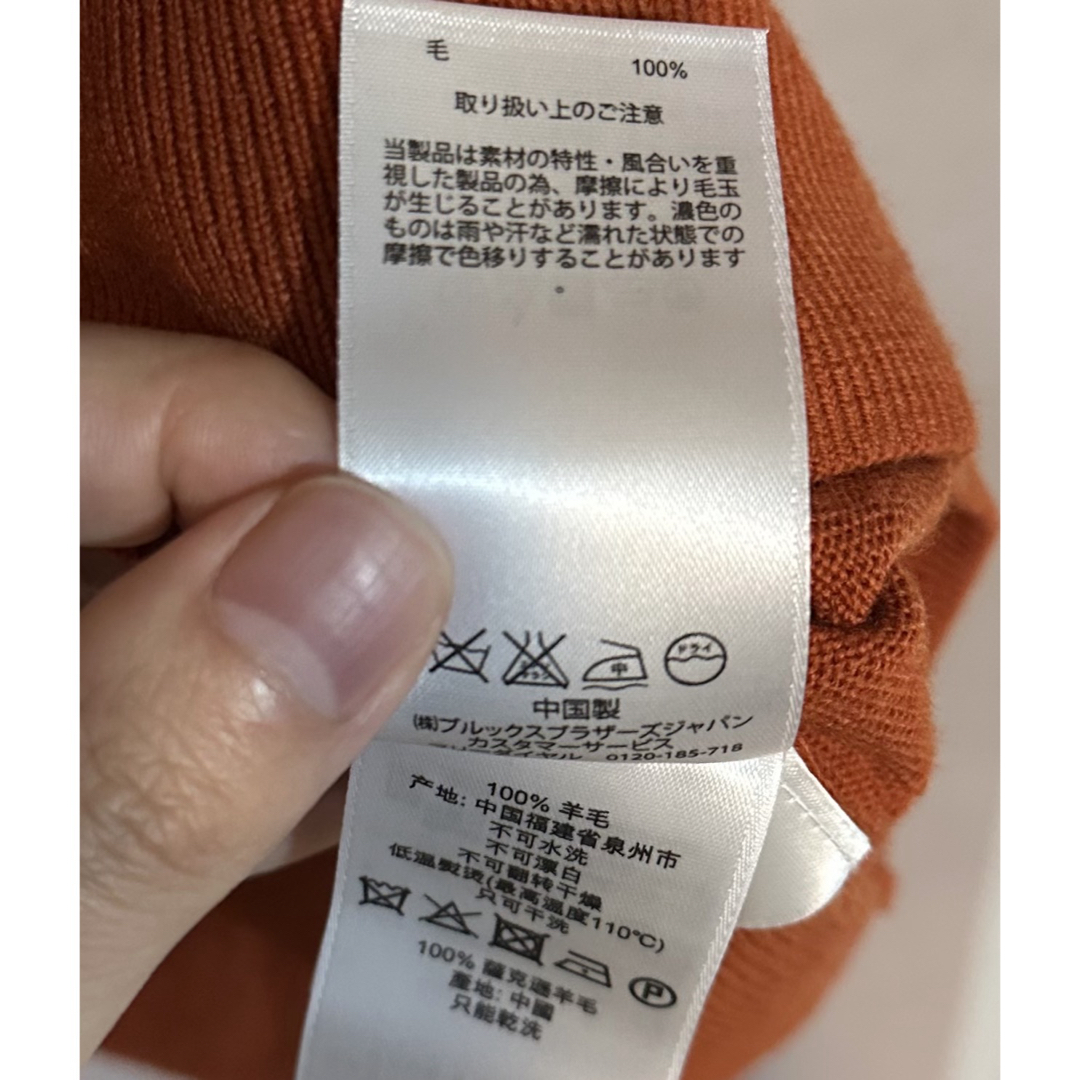 毛 100%
取り扱い上のご注意
当製品は素材の特性・風合いを重
視した製品の為、摩擦により毛玉
が生じることがあります。濃色の
ものは雨や汗など濡れた状態での
摩擦で色移りすることがあります
。
中 ドライ
中国製
(株)ブルックスブラザーズジャパン
カスタマーサービス
0120-185-718
100% 羊毛
产地: 中国福建省泉州市
不可水洗
不可漂白
不可翻转干燥
低温熨烫(最高温度110℃)
只可干洗
P
100% 薩克遜羊毛
產地: 中國
只能乾洗